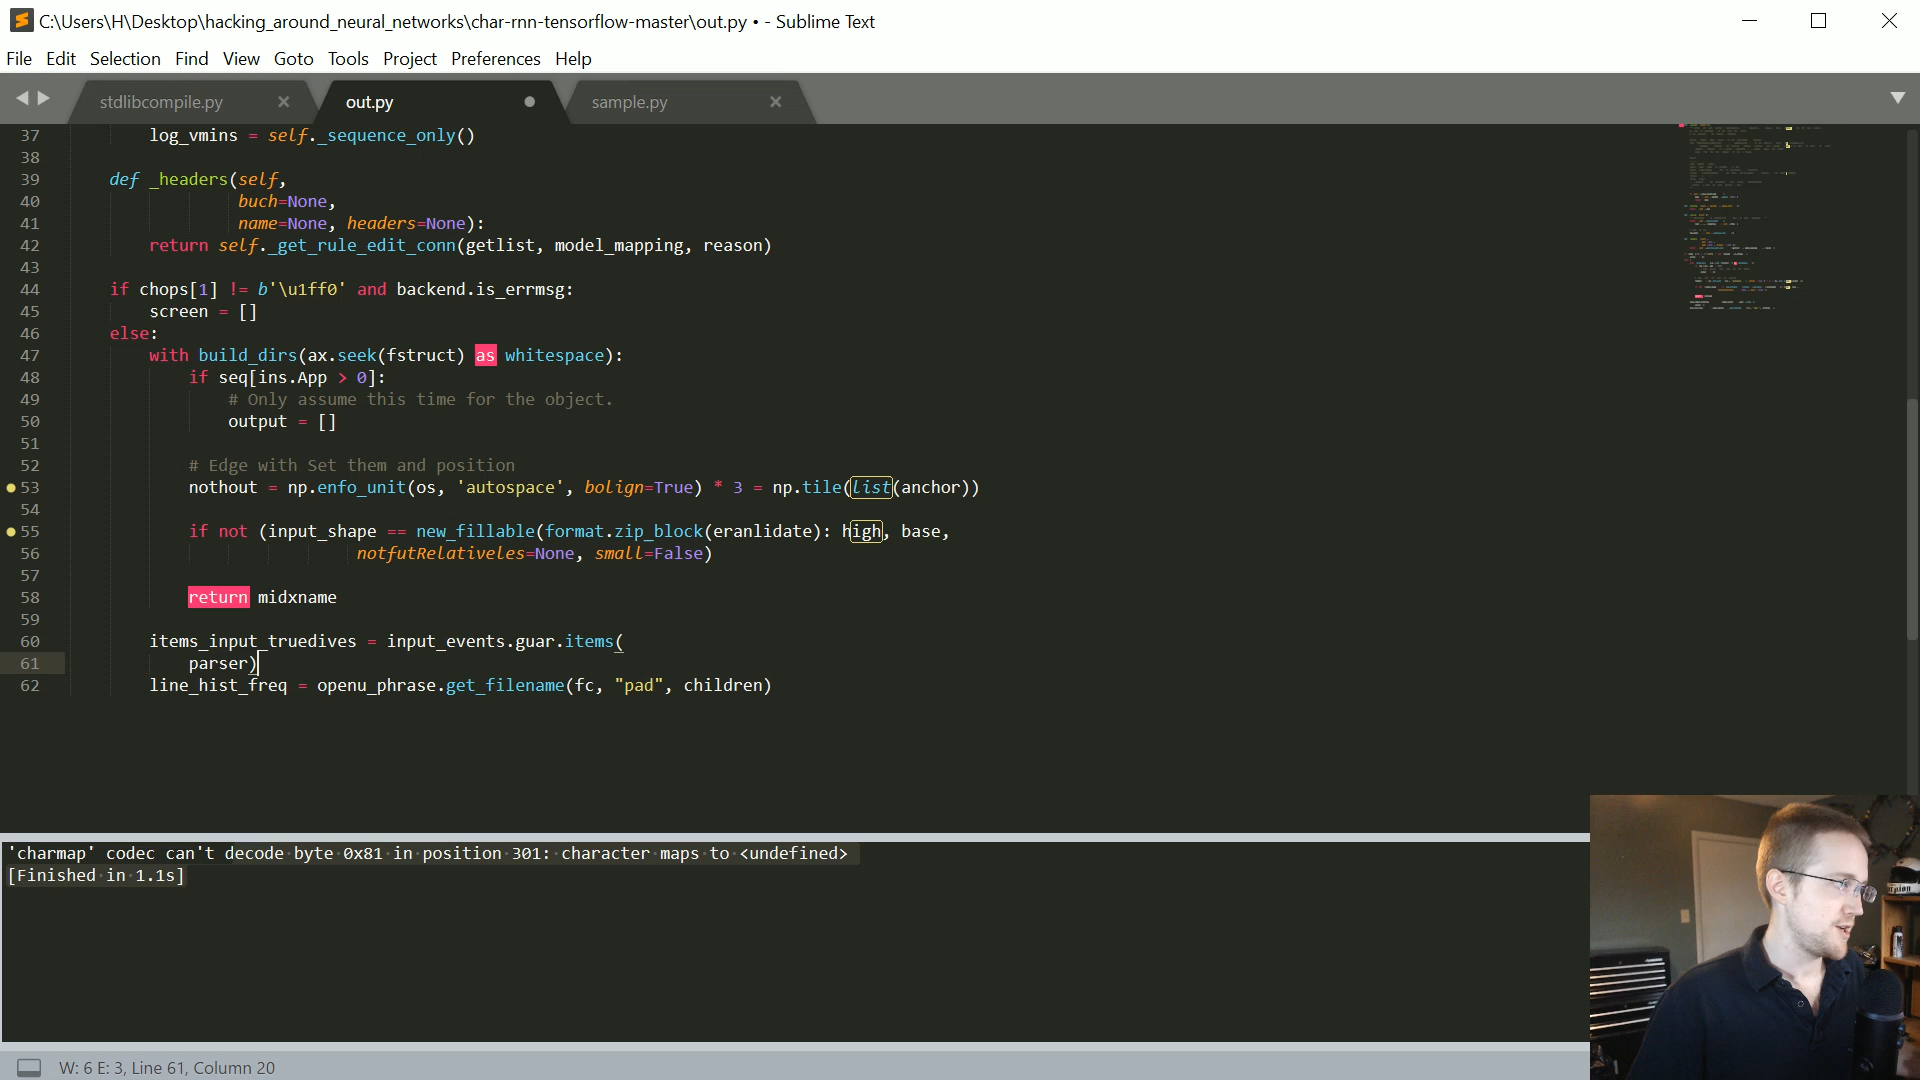 C:\Users\H\Desktop\hacking_around_neural_networks\char-rnn-tensorflow-master\out.py • - Sublime Text
File Edit Selection Find View Goto Tools Project Preferences Help
stdlibcompile.py out.py sample.py
37 log_vmins = self._sequence_only()
38
39 def _headers(self,
40 buch=None,
41 name=None, headers=None):
42 return self._get_rule_edit_conn(getlist, model_mapping, reason)
43
44 if chops[1] != b'\u1ff0' and backend.is_errmsg:
45 screen = []
46 else:
47 with build_dirs(ax.seek(fstruct) as whitespace):
48 if seq[ins.App > 0]:
49 # Only assume this time for the object.
50 output = []
51
52 # Edge with Set them and position
53 nothout = np.enfo_unit(os, 'autospace', bolign=True) * 3 = np.tile(list(anchor))
54
55 if not (input_shape == new_fillable(format.zip_block(eranlidate): high, base,
56 notfutRelativeles=None, small=False)
57
58 return midxname
59
60 items_input_truedives = input_events.guar.items(
61 parser)
62 line_hist_freq = openu_phrase.get_filename(fc, "pad", children)
'charmap' codec can't decode byte 0x81 in position 301: character maps to <undefined>
[Finished in 1.1s]
W: 6 E: 3, Line 61, Column 20